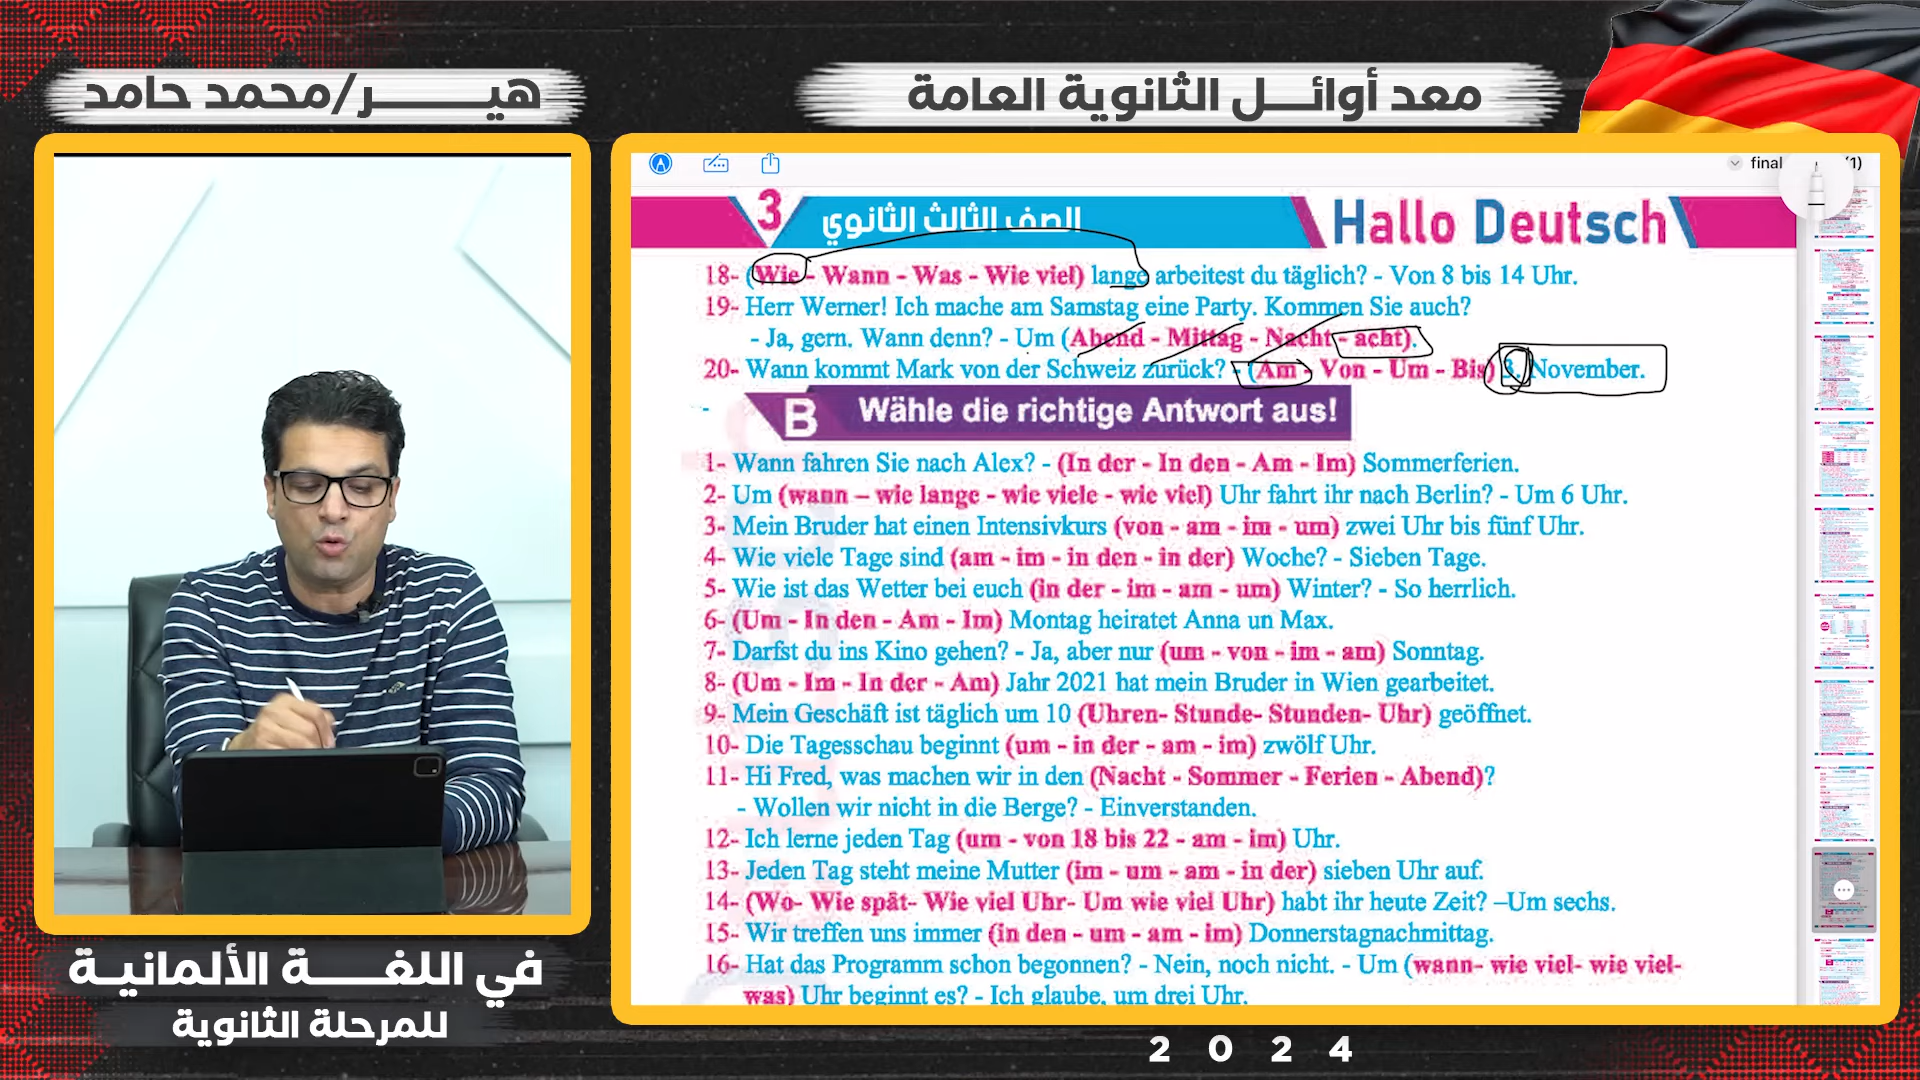 هيـــر/محمد حامد
معد أوائـل الثانوية العامة
final
(1)
3
الصف الثالث الثانوي
Hallo Deutsch
18- (Wie - Wann - Was - Wie viel) lange arbeitest du täglich? - Von 8 bis 14 Uhr.
19- Herr Werner! Ich mache am Samstag eine Party. Kommen Sie auch?
- Ja, gern. Wann denn? - Um (Abend - Mittag - Nacht - acht).
20- Wann kommt Mark von der Schweiz zurück? - (Am - Von - Um - Bis) 3. November.
B Wähle die richtige Antwort aus!
1- Wann fahren Sie nach Alex? - (In der - In den - Am - Im) Sommerferien.
2- Um (wann – wie lange - wie viele - wie viel) Uhr fahrt ihr nach Berlin? - Um 6 Uhr.
3- Mein Bruder hat einen Intensivkurs (von - am - im - um) zwei Uhr bis fünf Uhr.
4- Wie viele Tage sind (am - im - in den - in der) Woche? - Sieben Tage.
5- Wie ist das Wetter bei euch (in der - im - am - um) Winter? - So herrlich.
6- (Um - In den - Am - Im) Montag heiratet Anna un Max.
7- Darfst du ins Kino gehen? - Ja, aber nur (um - von - im - am) Sonntag.
8- (Um - Im - In der - Am) Jahr 2021 hat mein Bruder in Wien gearbeitet.
9- Mein Geschäft ist täglich um 10 (Uhren- Stunde- Stunden- Uhr) geöffnet.
10- Die Tagesschau beginnt (um - in der - am - im) zwölf Uhr.
11- Hi Fred, was machen wir in den (Nacht - Sommer - Ferien - Abend)?
- Wollen wir nicht in die Berge? - Einverstanden.
12- Ich lerne jeden Tag (um - von 18 bis 22 - am - im) Uhr.
13- Jeden Tag steht meine Mutter (im - um - am - in der) sieben Uhr auf.
14- (Wo- Wie spät- Wie viel Uhr- Um wie viel Uhr) habt ihr heute Zeit? –Um sechs.
15- Wir treffen uns immer (in den - um - am - im) Donnerstagnachmittag.
16- Hat das Programm schon begonnen? - Nein, noch nicht. - Um (wann- wie viel- wie viel-
was) Uhr beginnt es? - Ich glaube, um drei Uhr.
في اللغـــة الألمانيـة
للمرحلة الثانوية
2 0 2 4